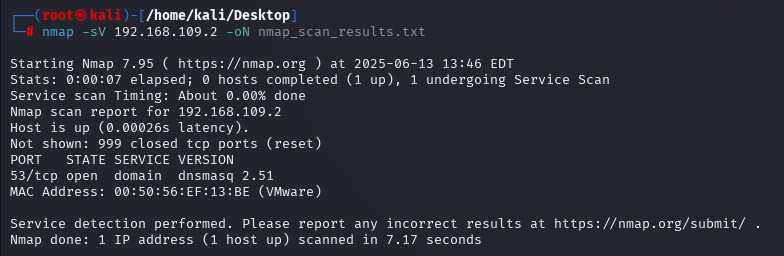 ┌──(root㉿kali)-[/home/kali/Desktop]
└─# nmap -sV 192.168.109.2 -oN nmap_scan_results.txt
Starting Nmap 7.95 ( https://nmap.org ) at 2025-06-13 13:46 EDT
Stats: 0:00:07 elapsed; 0 hosts completed (1 up), 1 undergoing Service Scan
Service scan Timing: About 0.00% done
Nmap scan report for 192.168.109.2
Host is up (0.00026s latency).
Not shown: 999 closed tcp ports (reset)
PORT   STATE SERVICE VERSION
53/tcp open  domain  dnsmasq 2.51
MAC Address: 00:50:56:EF:13:BE (VMware)
Service detection performed. Please report any incorrect results at https://nmap.org/submit/ .
Nmap done: 1 IP address (1 host up) scanned in 7.17 seconds